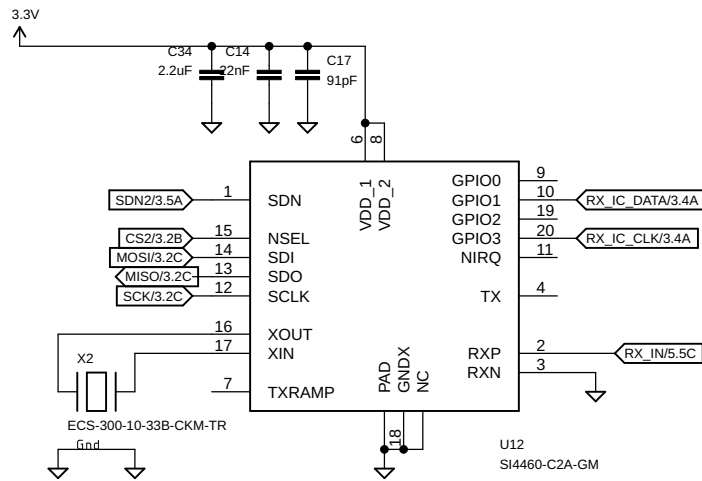 3.3V
C34
2.2uF
C14
22nF
C17
91pF
6
8
VDD_1
VDD_2
SDN2/3.5A
1
SDN
CS2/3.2B
15
NSEL
MOSI/3.2C
14
SDI
MISO/3.2C
13
SDO
SCK/3.2C
12
SCLK
16
XOUT
17
XIN
7
TXRAMP
GPIO0
9
GPIO1
10
RX_IC_DATA/3.4A
GPIO2
19
GPIO3
20
RX_IC_CLK/3.4A
NIRQ
11
TX
4
RXP
2
RX_IN/5.5C
RXN
3
PAD
GNDX
NC
18
X2
ECS-300-10-33B-CKM-TR
Gnd
U12
SI4460-C2A-GM